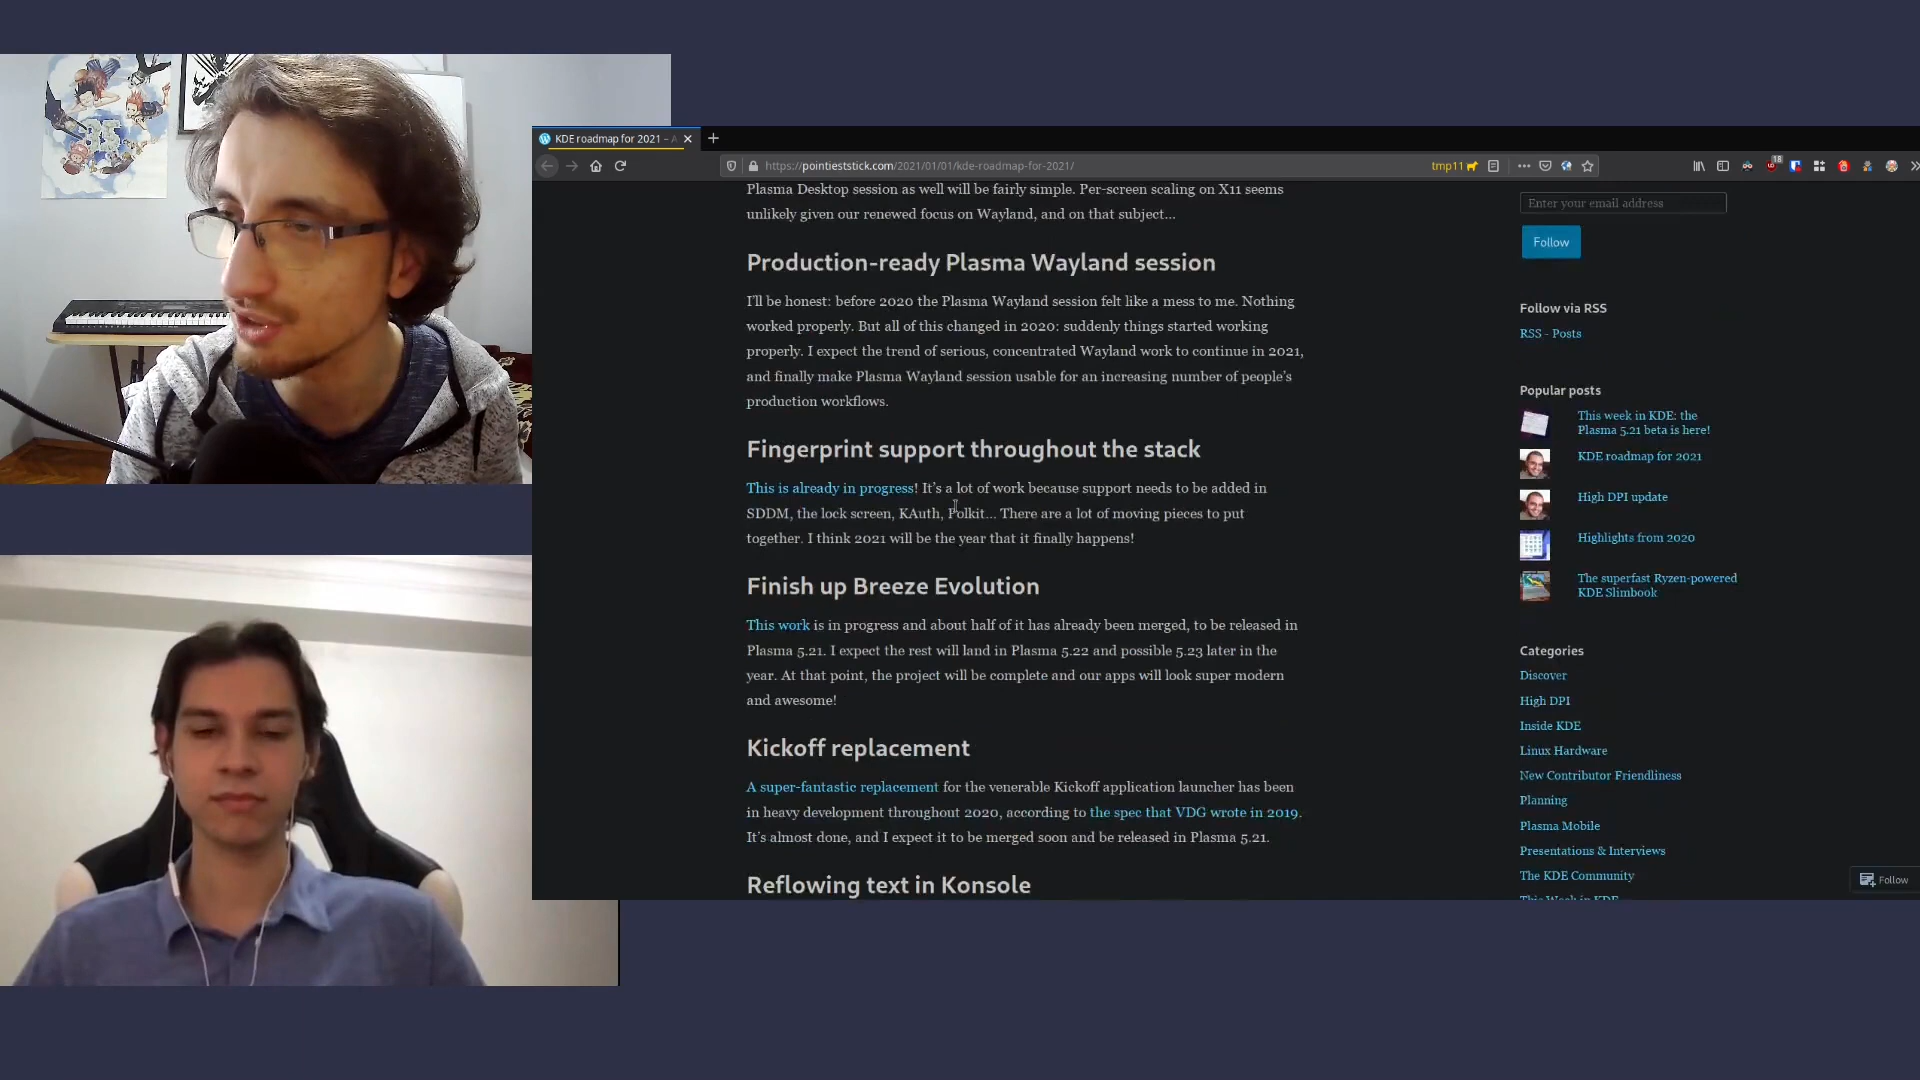 KDE roadmap for 2021 –
https://pointieststick.com/2021/01/01/kde-roadmap-for-2021/
tmp11
18
Plasma Desktop session as well will be fairly simple. Per-screen scaling on X11 seems
unlikely given our renewed focus on Wayland, and on that subject…
Production-ready Plasma Wayland session
I'll be honest: before 2020 the Plasma Wayland session felt like a mess to me. Nothing
worked properly. But all of this changed in 2020: suddenly things started working
properly. I expect the trend of serious, concentrated Wayland work to continue in 2021,
and finally make Plasma Wayland session usable for an increasing number of people's
production workflows.
Fingerprint support throughout the stack
This is already in progress! It's a lot of work because support needs to be added in
SDDM, the lock screen, KAuth, Polkit… There are a lot of moving pieces to put
together. I think 2021 will be the year that it finally happens!
Finish up Breeze Evolution
This work is in progress and about half of it has already been merged, to be released in
Plasma 5.21. I expect the rest will land in Plasma 5.22 and possible 5.23 later in the
year. At that point, the project will be complete and our apps will look super modern
and awesome!
Kickoff replacement
A super-fantastic replacement for the venerable Kickoff application launcher has been
in heavy development throughout 2020, according to the spec that VDG wrote in 2019.
It's almost done, and I expect it to be merged soon and be released in Plasma 5.21.
Reflowing text in Konsole
Enter your email address
Follow
Follow via RSS
RSS - Posts
Popular posts
This week in KDE: the
Plasma 5.21 beta is here!
KDE roadmap for 2021
High DPI update
Highlights from 2020
The superfast Ryzen-powered
KDE Slimbook
Categories
Discover
High DPI
Inside KDE
Linux Hardware
New Contributor Friendliness
Planning
Plasma Mobile
Presentations & Interviews
The KDE Community
This Week in KDE
Follow